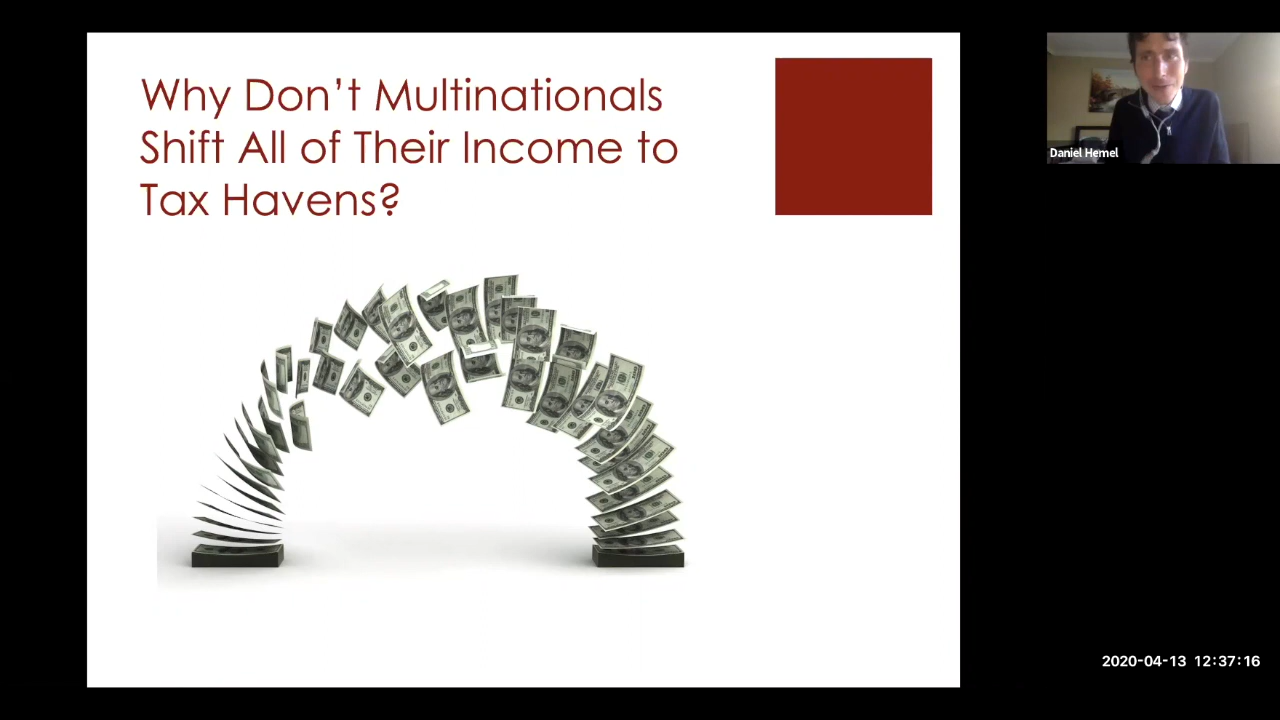 Why Don’t Multinationals
Shift All of Their Income to
Tax Havens?
Daniel Hemel
2020-04-13 12:37:16